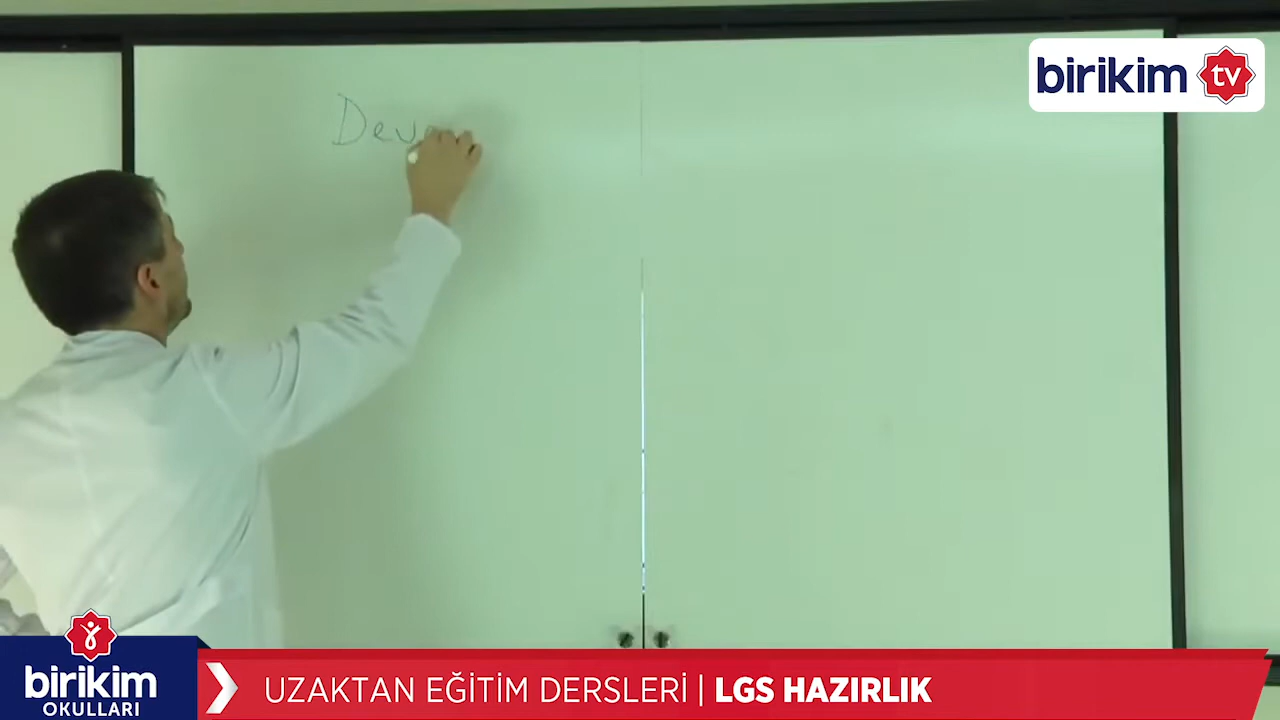 birikim tv
birikim
OKULLARI
UZAKTAN EĞİTİM DERSLERİ | LGS HAZIRLIK